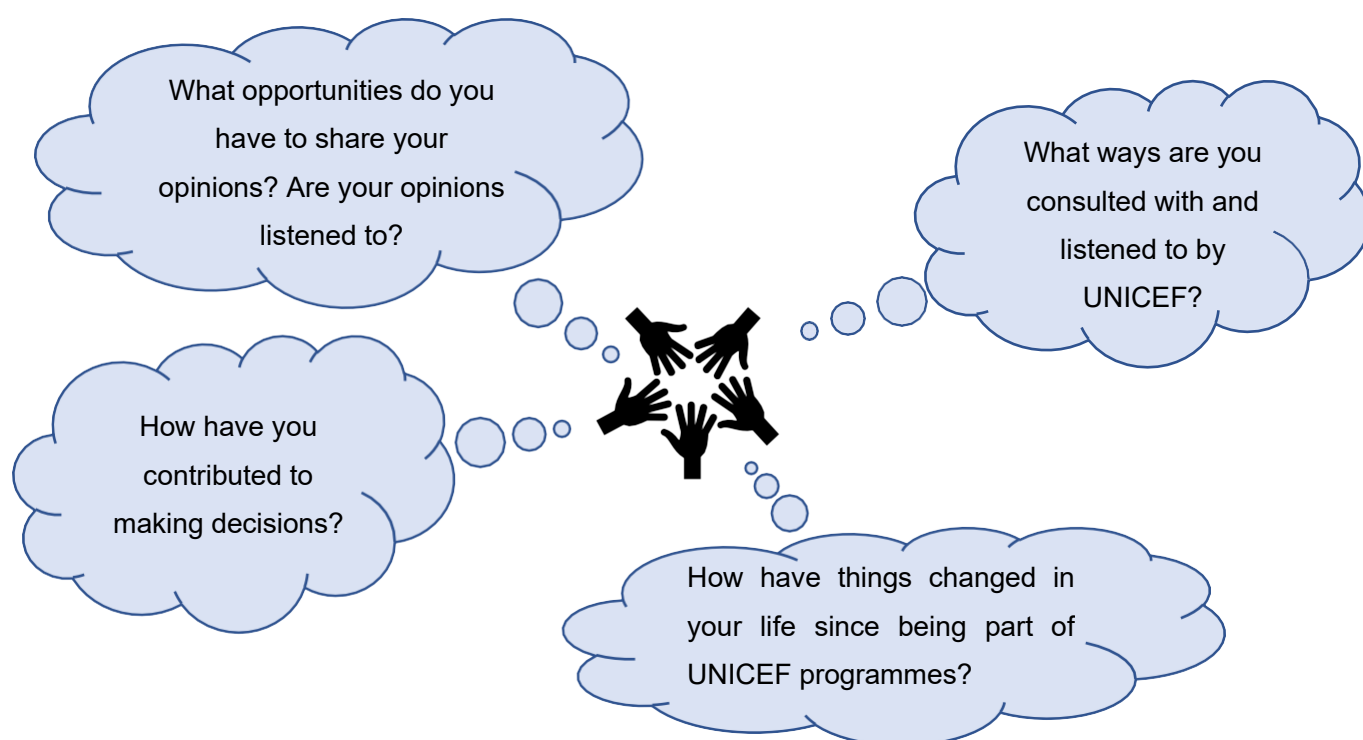 What opportunities do you
have to share your
opinions? Are your opinions
listened to?
What ways are you
consulted with and
listened to by
UNICEF?
How have you
contributed to
making decisions?
How have things changed in
your life since being part of
UNICEF programmes?